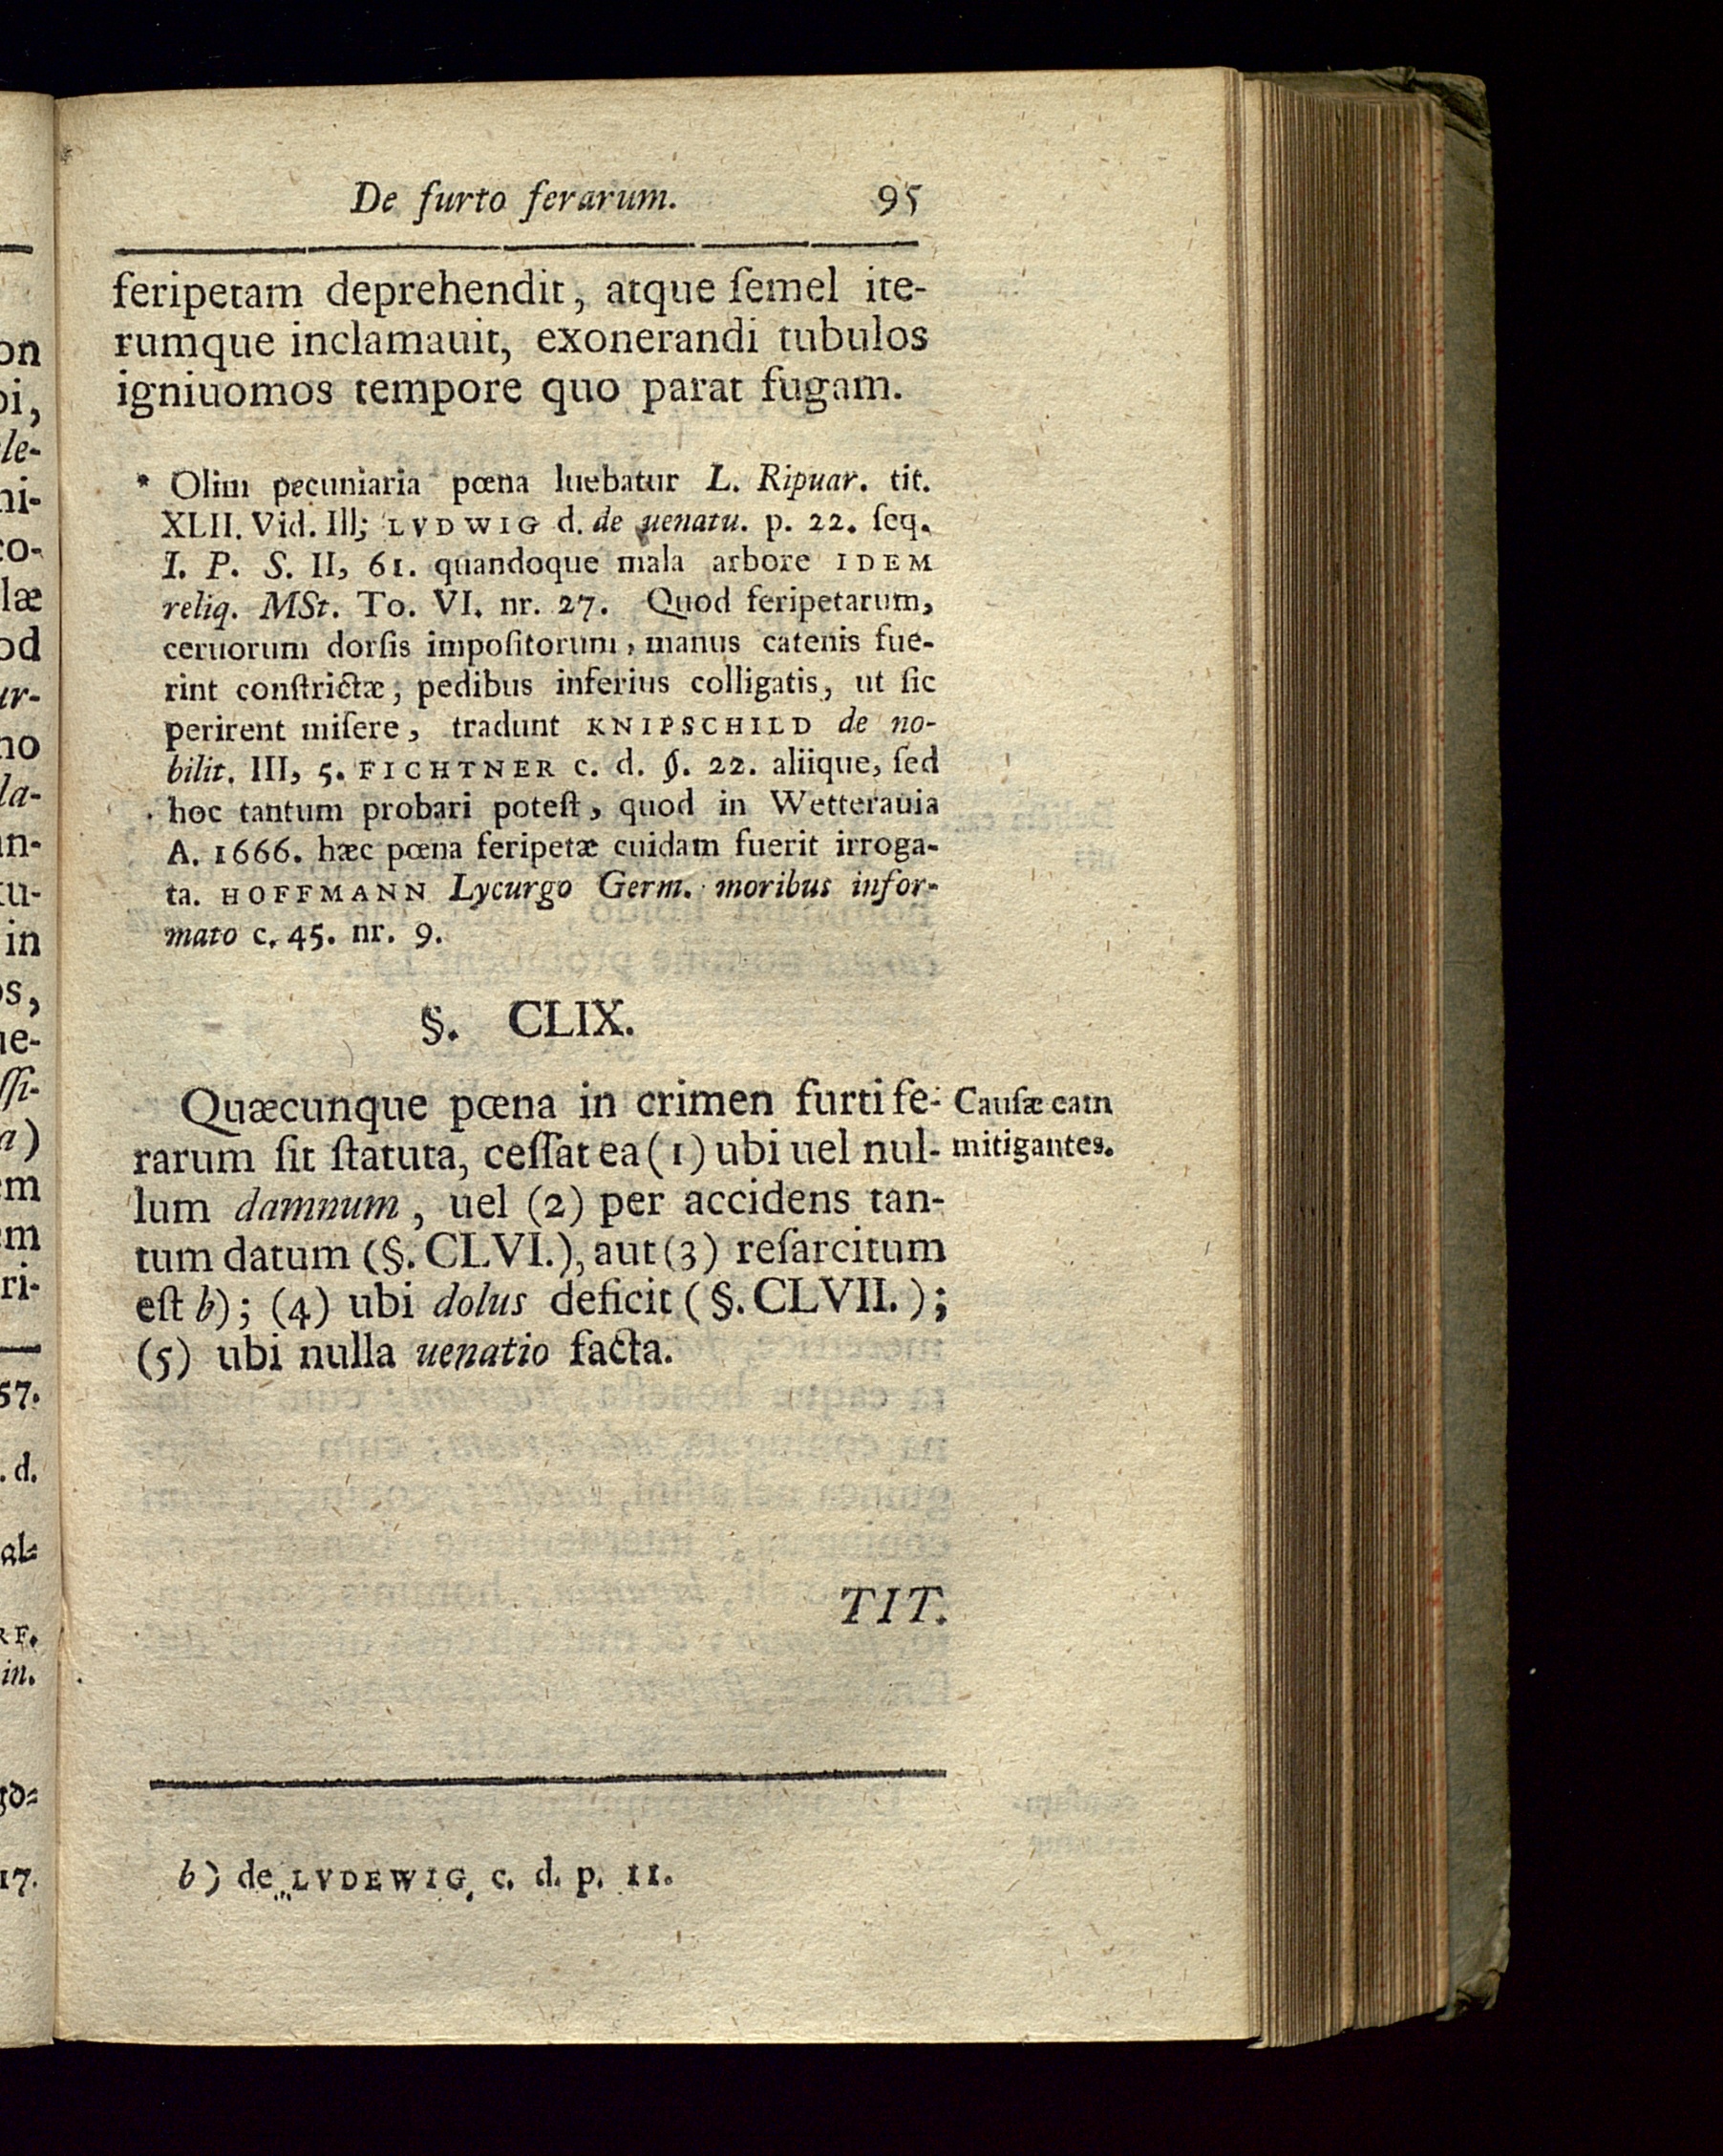 De furto ferarum. 95
feripetam deprehendit, atque ſemel ite-
rumque inclamauit, exonerandi tubulos
igniuomos tempore quo parat fugam.
* Olim pecuniaria pœna luebatur L. Ripuar. tit.
XLII. Vid. Ill; LVDWIG d. de uenatu. p. 22. ſeq.
I. P. S. II, 61. quandoque mala arbore IDEM
reliq. MSt. To. VI. nr. 27. Quod feripetarum,
ceruorum dorſis impoſitorum, manus catenis fue-
rint conſtrictæ, pedibus inferius colligatis, ut ſic
perirent miſere, tradunt KNIPSCHILD de no-
bilit. III, 5. FICHTNER c. d. §. 22. aliique, ſed
hoc tantum probari poteſt, quod in Wetterauia
A. 1666. hæc pœna feripetæ cuidam fuerit irroga-
ta. HOFFMANN Lycurgo Germ. moribus infor-
mato c. 45. nr. 9.
§. CLIX.
Quæcunque pœna in crimen furti fe-
rarum ſit ſtatuta, ceſſat ea (1) ubi uel nul-
lum damnum, uel (2) per accidens tan-
tum datum (§. CLVI.), aut (3) reſarcitum
eſt b); (4) ubi dolus deficit (§. CLVII.);
(5) ubi nulla uenatio facta.
Cauſæ eam
mitigantes.
TIT.
b) de LVDEWIG c. d. p. 11.